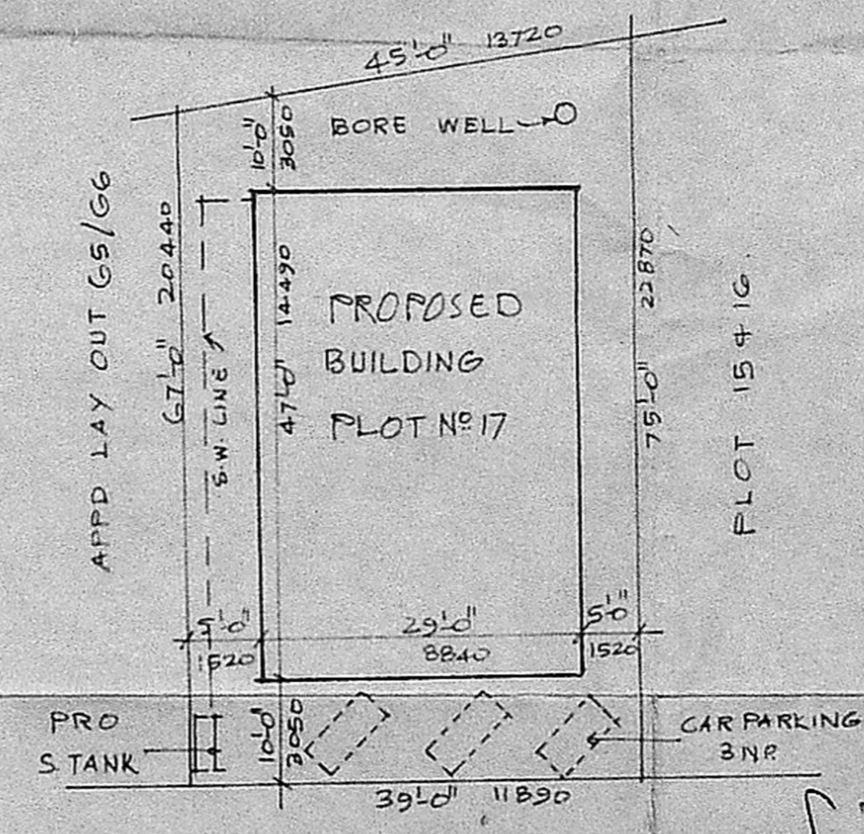 45'-0" 13720
10'-0"
3050
BORE WELL
APPD LAY OUT G5/G6
67'-0" 20440
S.W. LINE
47'-0" 14490
PROPOSED
BUILDING
PLOT Nº 17
75'-0" 22870
PLOT 15 & 16
5'-0"
1520
29'-0"
8840
5'-0"
1520
PRO
S. TANK
10'-0"
3050
CAR PARKING
3 NP.
39'-0" 11890